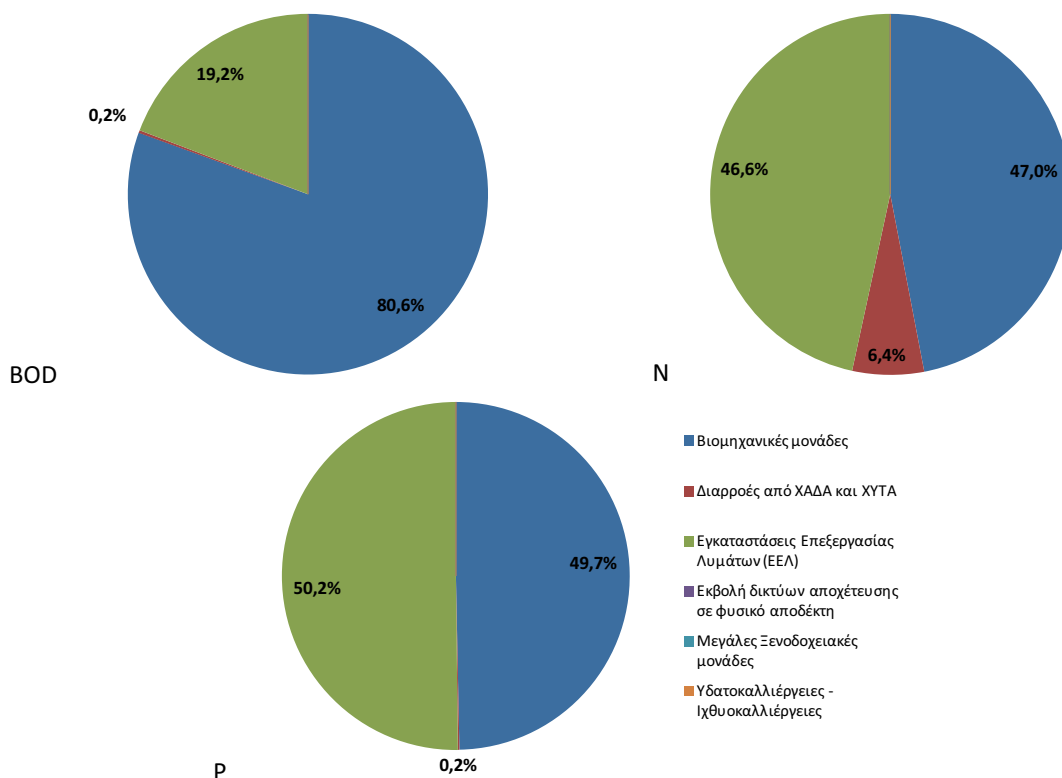 19,2%
0,2%
80,6%
BOD
46,6%
47,0%
6,4%
N
50,2%
49,7%
0,2%
P
Βιομηχανικές μονάδες
Διαρροές από ΧΑΔΑ και ΧΥΤΑ
Εγκαταστάσεις Επεξεργασίας
Λυμάτων (ΕΕΛ)
Εκβολή δικτύων αποχέτευσης
σε φυσικό αποδέκτη
Μεγάλες Ξενοδοχειακές
μονάδες
Υδατοκαλλιέργειες -
Ιχθυοκαλλιέργειες